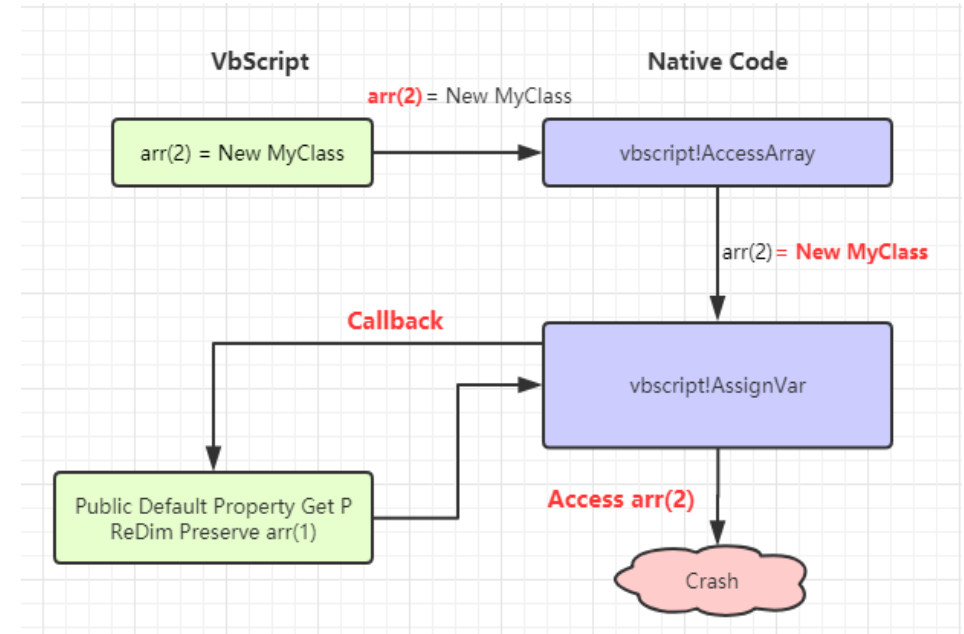 VbScript
Native Code
arr(2) = New MyClass
arr(2) = New MyClass
vbscript!AccessArray
arr(2) = New MyClass
Callback
vbscript!AssignVar
Public Default Property Get P
ReDim Preserve arr(1)
Access arr(2)
Crash